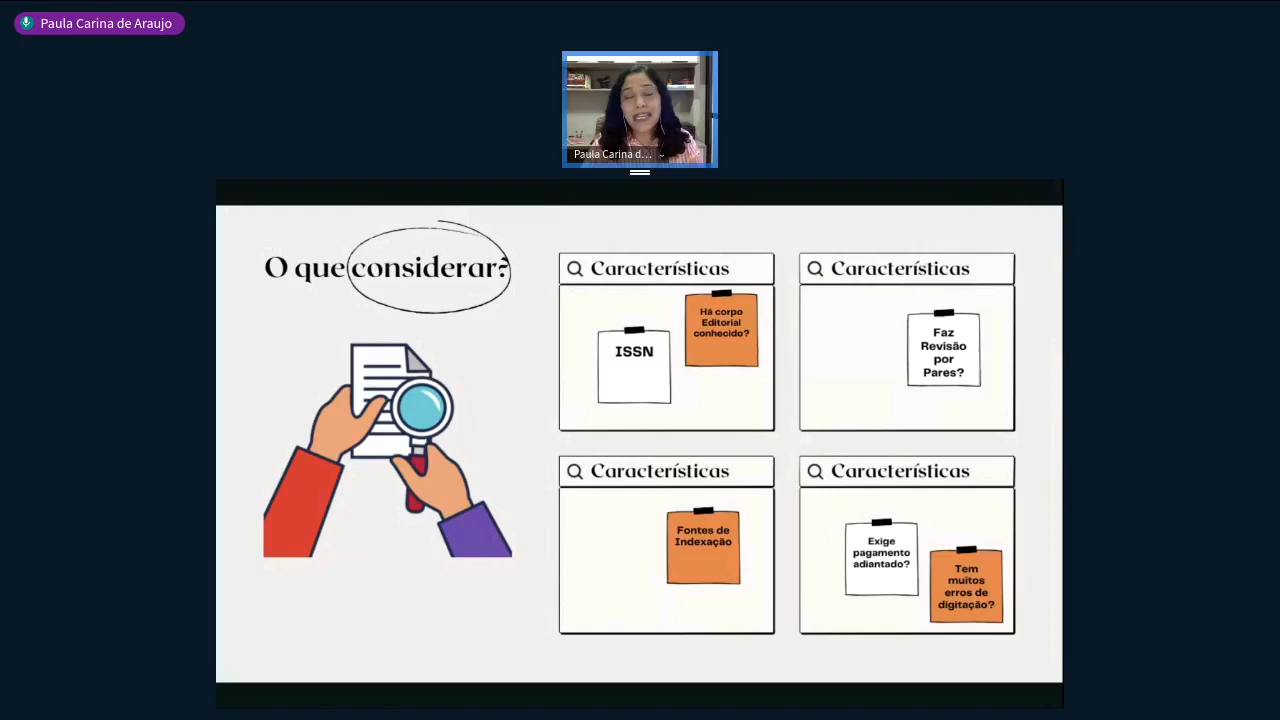 Paula Carina de Araujo
Paula Carina d...
O que considerar?
Características
ISSN
Há corpo
Editorial
conhecido?
Características
Faz
Revisão
por
Pares?
Características
Fontes de
Indexação
Características
Exige
pagamento
adiantado?
Tem
muitos
erros de
digitação?